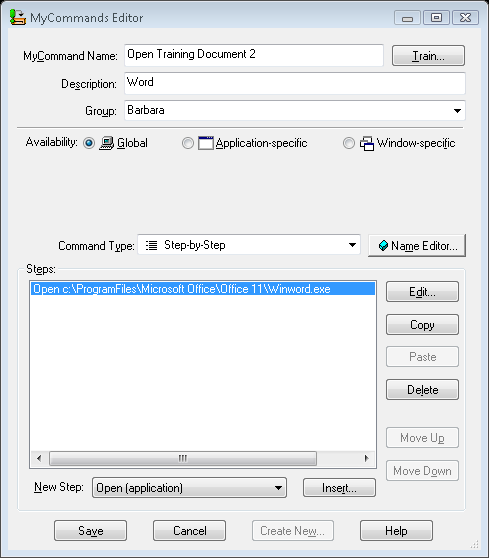 MyCommands Editor
MyCommand Name: Open Training Document 2 Train...
Description: Word
Group: Barbara
Availability: Global Application-specific Window-specific
Command Type: Step-by-Step Name Editor...
Steps:
Open c:\ProgramFiles\Microsoft Office\Office 11\Winword.exe Edit...
Copy
Paste
Delete
Move Up
Move Down
New Step: Open (application) Insert...
Save Cancel Create New... Help